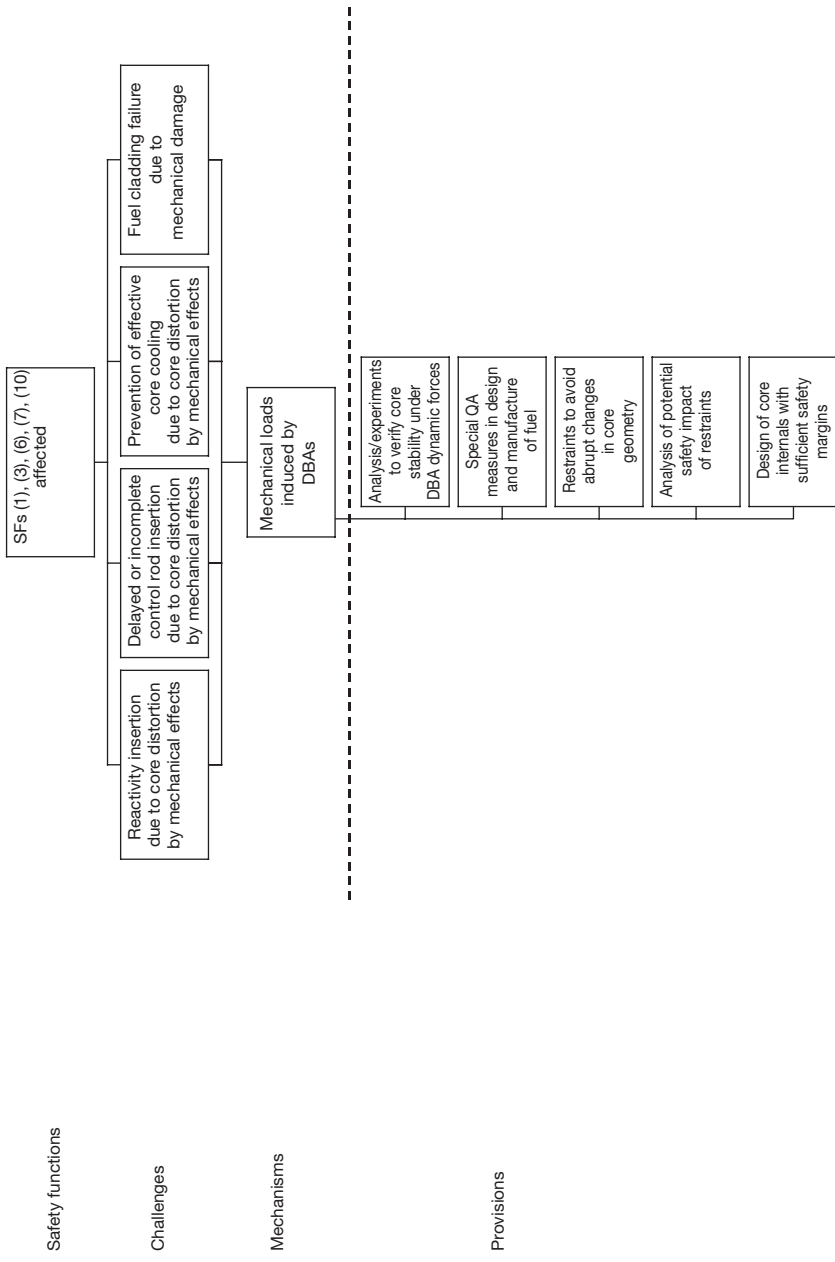 Safety functions
SFs (1), (3), (6), (7), (10)
affected
Challenges
Reactivity insertion
due to core distortion
by mechanical effects
Delayed or incomplete
control rod insertion
due to core distortion
by mechanical effects
Prevention of effective
core cooling
due to core distortion
by mechanical effects
Fuel cladding failure
due to
mechanical damage
Mechanisms
Mechanical loads
induced by
DBAs
Provisions
Analysis/experiments
to verify core
stability under
DBA dynamic forces
Special QA
measures in design
and manufacture
of fuel
Restraints to avoid
abrupt changes
in core
geometry
Analysis of potential
safety impact
of restraints
Design of core
internals with
sufficient safety
margins